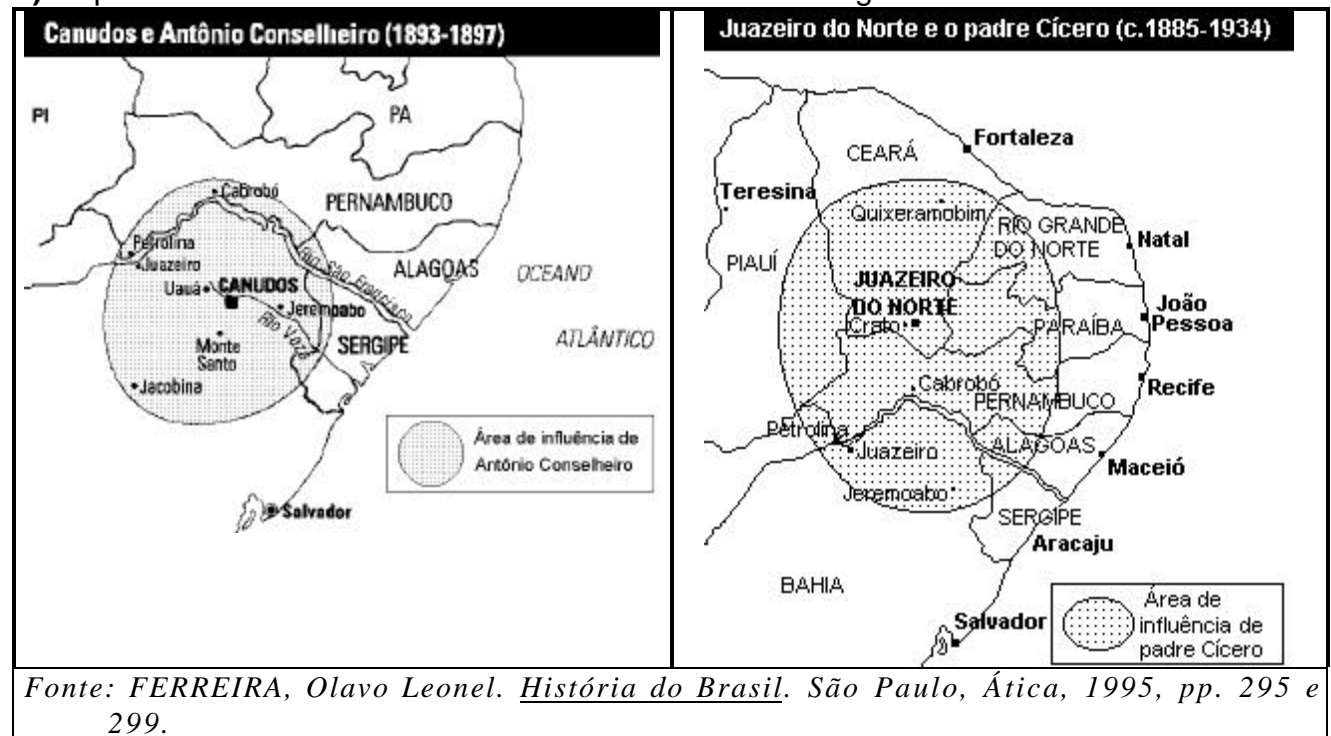 Canudos e Antônio Conselheiro (1893-1897)
PI
PA
Cabrobó
PERNAMBUCO
Petrolina
Juazeiro
Rio São Francisco
ALAGOAS
OCEANO
Uauá
CANUDOS
Jeremoabo
Rio Vaza
SERGIPE
ATLÂNTICO
Monte
Santo
Jacobina
Área de influência de
Antônio Conselheiro
Salvador
Juazeiro do Norte e o padre Cícero (c.1885-1934)
Fortaleza
CEARÁ
Teresina
Quixeramobim
RIO GRANDE
DO NORTE
Natal
PIAUÍ
JUAZEIRO
DO NORTE
Crato
João
Pessoa
PARAÍBA
Cabrobó
Recife
PERNAMBUCO
Petrolina
ALAGOAS
Juazeiro
Maceió
Jeremoabo
SERGIPE
Aracaju
BAHIA
Salvador
Área de
influência de
padre Cícero
Fonte: FERREIRA, Olavo Leonel. História do Brasil. São Paulo, Ática, 1995, pp. 295 e
299.